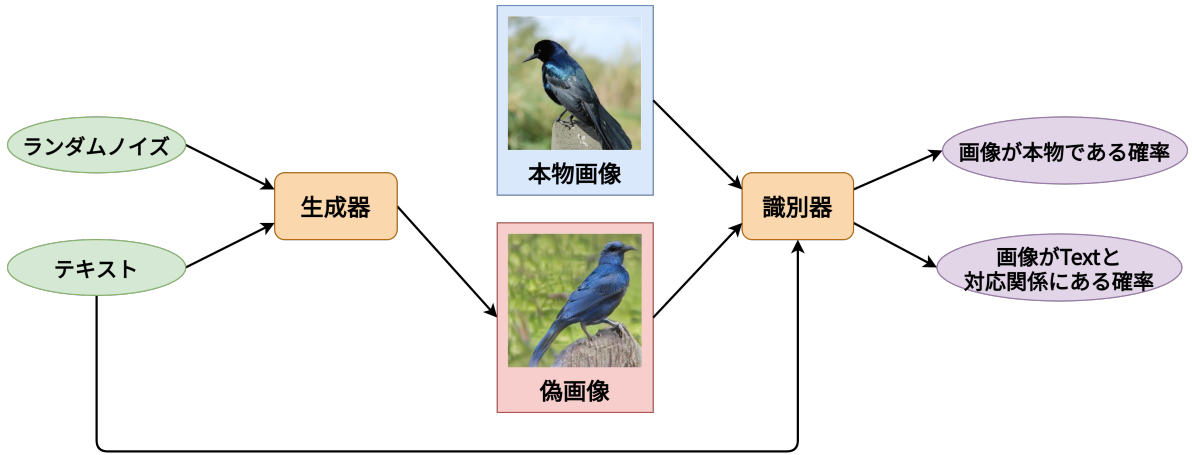 ランダムノイズ
テキスト
生成器
本物画像
偽画像
識別器
画像が本物である確率
画像がTextと
対応関係にある確率